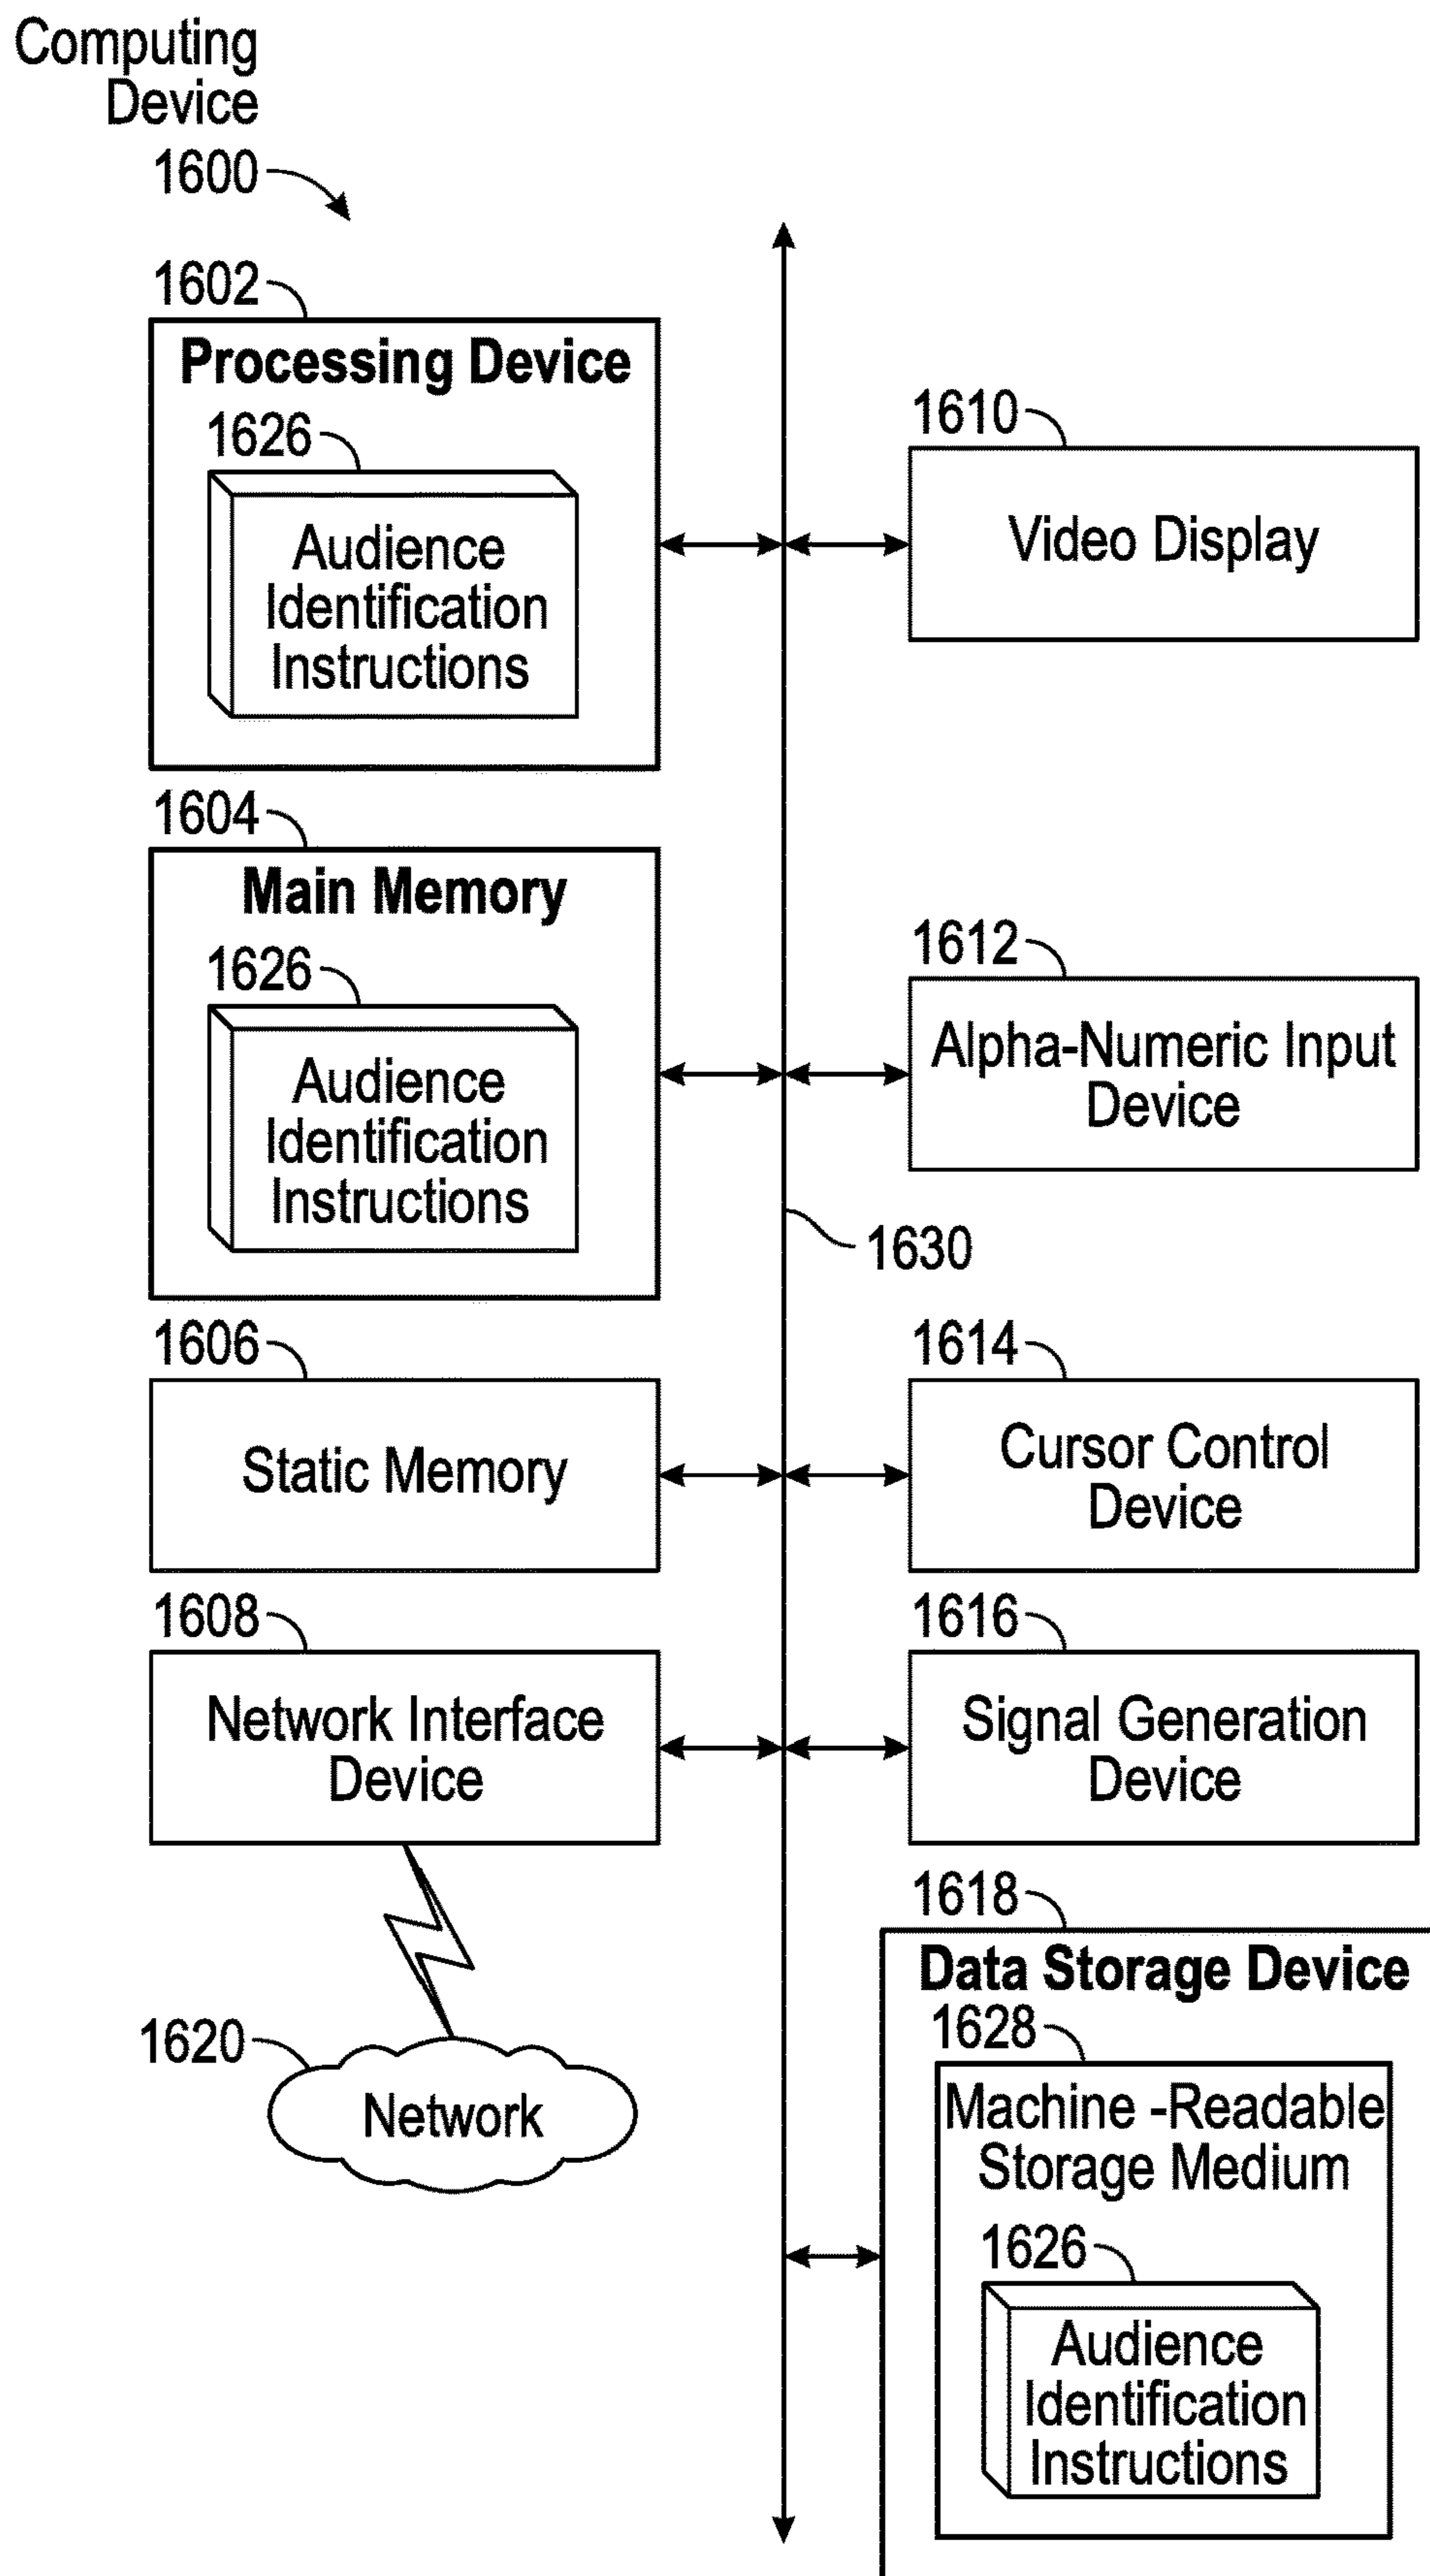 Computing
Device
1600
1602
Processing Device
1626
Audience
Identification
Instructions
1604
Main Memory
1626
Audience
Identification
Instructions
1606
Static Memory
1608
Network Interface
Device
1620
Network
1610
Video Display
1612
Alpha-Numeric Input
Device
1630
1614
Cursor Control
Device
1616
Signal Generation
Device
1618
Data Storage Device
1628
Machine -Readable
Storage Medium
1626
Audience
Identification
Instructions